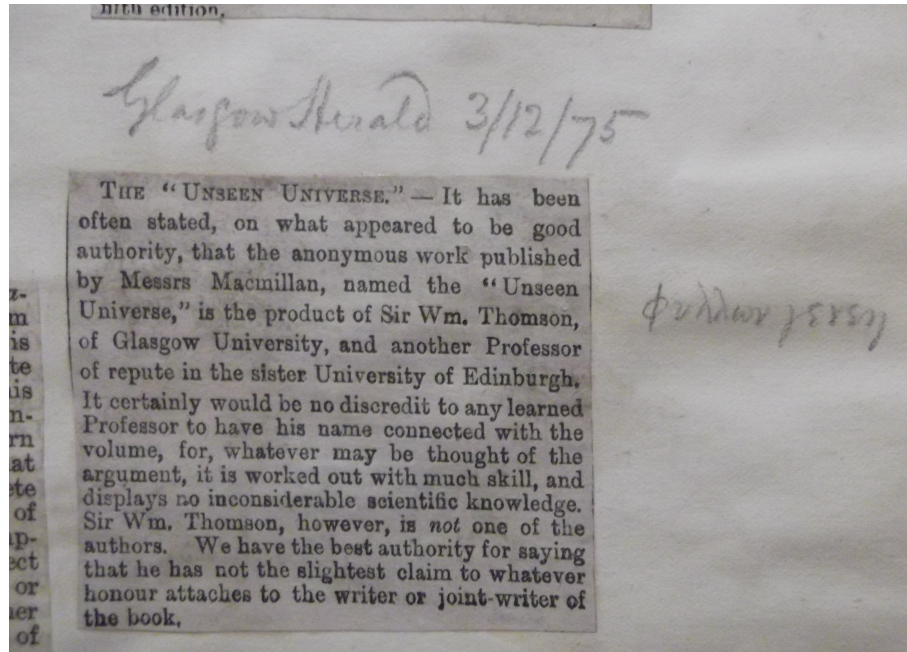 edition.
Glasgow Herald 3/12/75
THE "UNSEEN UNIVERSE." — It has been
often stated, on what appeared to be good
authority, that the anonymous work published
by Messrs Macmillan, named the "Unseen
Universe," is the product of Sir Wm. Thomson,
of Glasgow University, and another Professor
of repute in the sister University of Edinburgh.
It certainly would be no discredit to any learned
Professor to have his name connected with the
volume, for, whatever may be thought of the
argument, it is worked out with much skill, and
displays no inconsiderable scientific knowledge.
Sir Wm. Thomson, however, is not one of the
authors. We have the best authority for saying
that he has not the slightest claim to whatever
honour attaches to the writer or joint-writer of
the book.
φυλλων γενεη
is
of
or
of